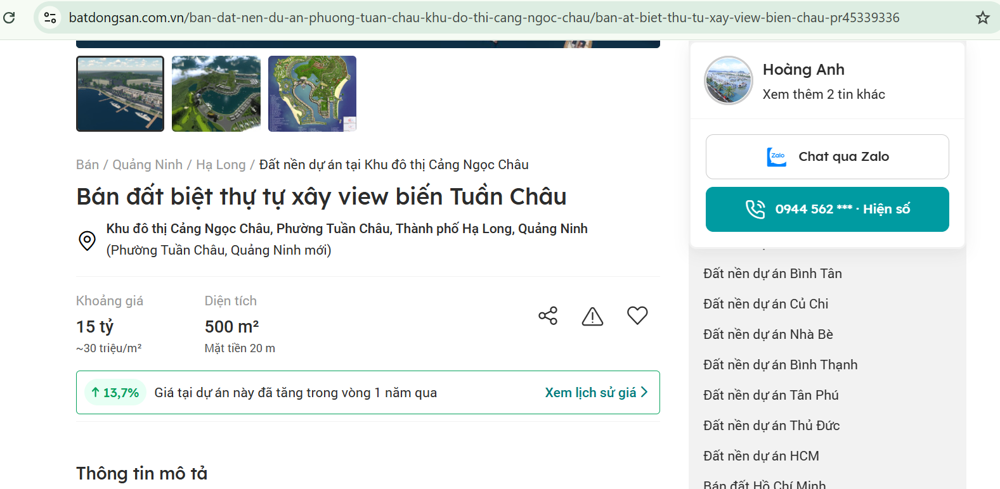 batdongsan.com.vn/ban-dat-nen-du-an-phuong-tuan-chau-khu-do-thi-cang-ngoc-chau/ban-at-biet-thu-tu-xay-view-bien-chau-pr45339336
Hoàng Anh
Xem thêm 2 tin khác
Zalo
Chat qua Zalo
0944 562 *** · Hiện số
Bán / Quảng Ninh / Hạ Long / Đất nền dự án tại Khu đô thị Cảng Ngọc Châu
Bán đất biệt thự tự xây view biến Tuần Châu
Khu đô thị Cảng Ngọc Châu, Phường Tuần Châu, Thành phố Hạ Long, Quảng Ninh
(Phường Tuần Châu, Quảng Ninh mới)
Khoảng giá
Diện tích
15 tỷ
500 m²
~30 triệu/m²
Mặt tiền 20 m
13,7%
Giá tại dự án này đã tăng trong vòng 1 năm qua
Xem lịch sử giá
Thông tin mô tả
Đất nền dự án Bình Tân
Đất nền dự án Củ Chi
Đất nền dự án Nhà Bè
Đất nền dự án Bình Thạnh
Đất nền dự án Tân Phú
Đất nền dự án Thủ Đức
Đất nền dự án HCM
Bán đất Hồ Chí Minh